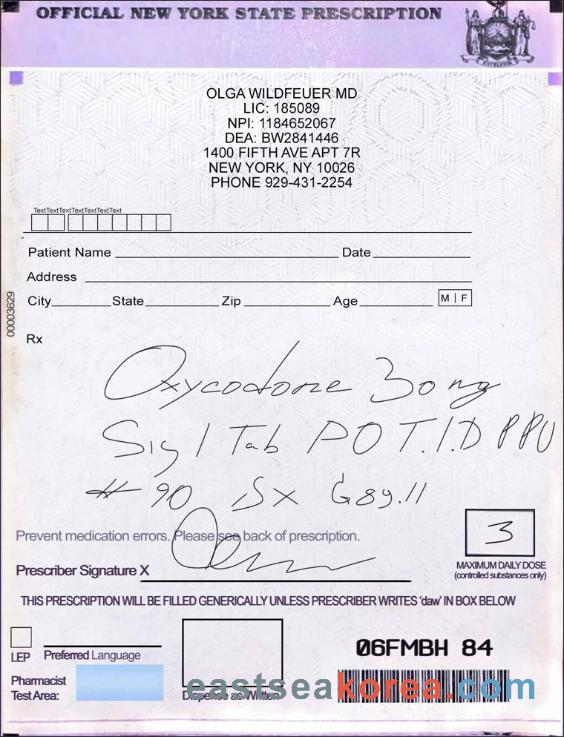 OFFICIAL NEW YORK STATE PRESCRIPTION
EXCELSIOR
OLGA WILDFEUER MD
LIC: 185089
NPI: 1184652067
DEA: BW2841446
1400 FIFTH AVE APT 7R
NEW YORK, NY 10026
PHONE 929-431-2254
TextTextTextTextTextTextText
Patient Name Date
Address
City State Zip Age M | F
00003629
Rx
Oxycodone 30 mg
Sig 1 Tab PO T.I.D
# 90 G89.11
Prevent medication errors. Please see back of prescription.
3
Prescriber Signature X
MAXIMUM DAILY DOSE
(controlled substances only)
THIS PRESCRIPTION WILL BE FILLED GENERICALLY UNLESS PRESCRIBER WRITES 'daw' IN BOX BELOW
LEP Preferred Language
06FMBH 84
Pharmacist
Test Area:
Dispense as Written
eastseakorea.com